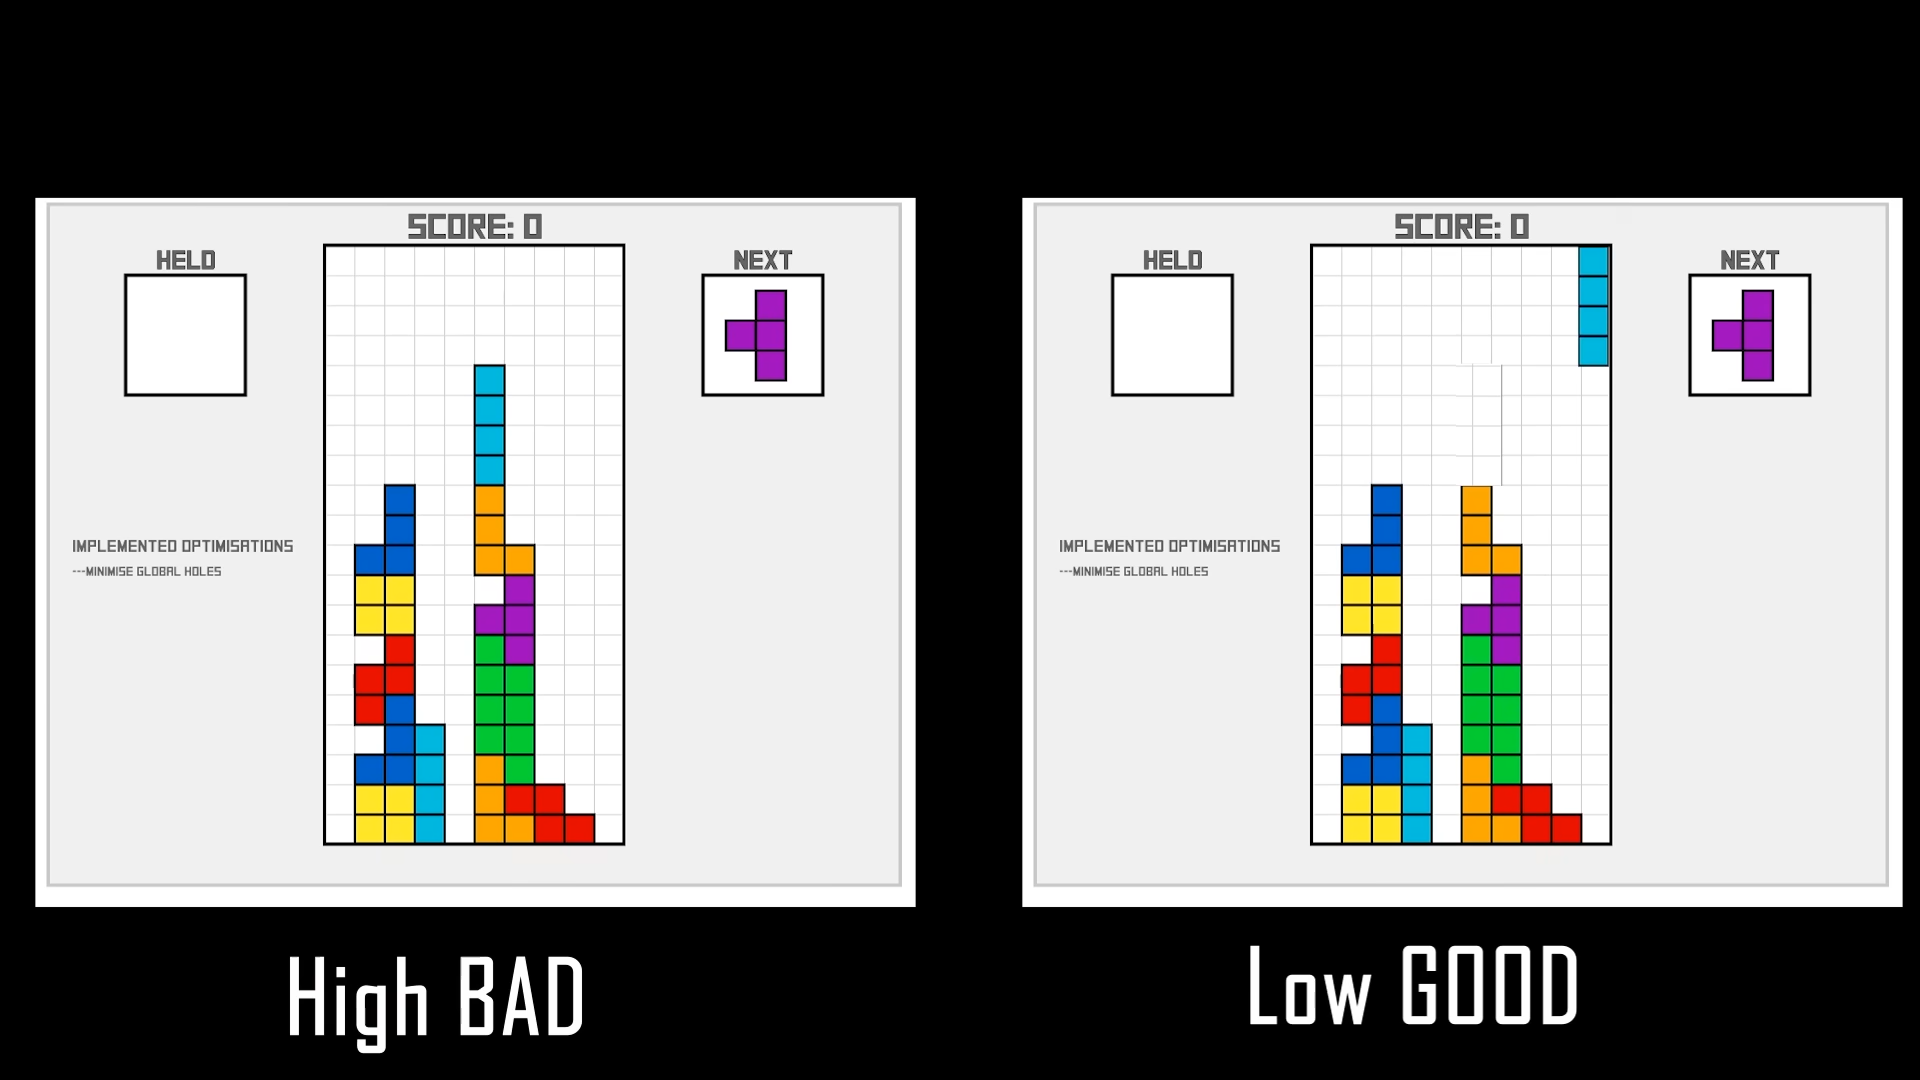 SCORE: 0
HELD
NEXT
IMPLEMENTED OPTIMISATIONS
---MINIMISE GLOBAL HOLES
High BAD
SCORE: 0
HELD
NEXT
IMPLEMENTED OPTIMISATIONS
---MINIMISE GLOBAL HOLES
Low GOOD